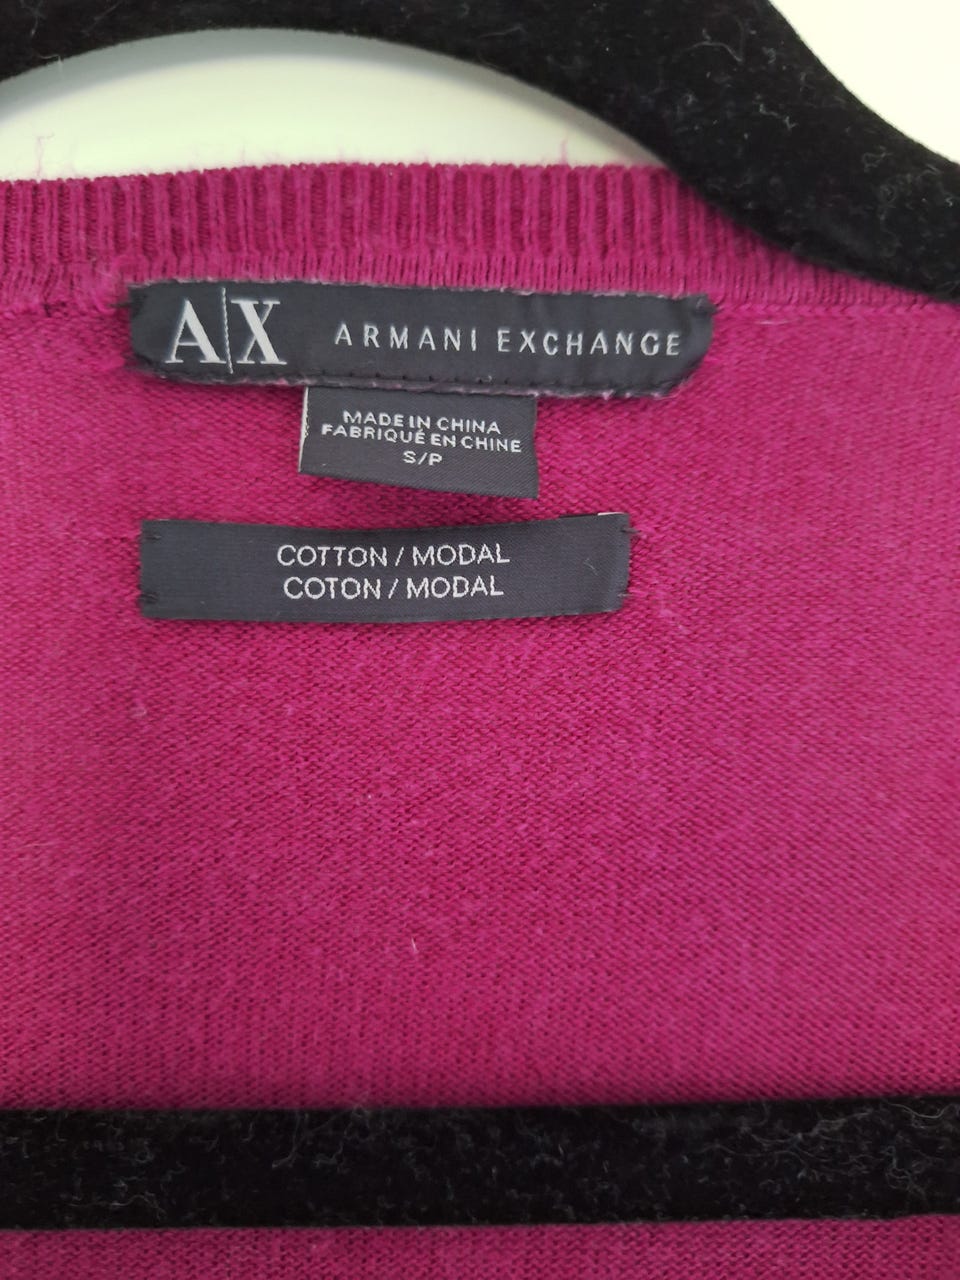 A|X ARMANI EXCHANGE
MADE IN CHINA
FABRIQUÉ EN CHINE
S/P
COTTON / MODAL
COTON / MODAL